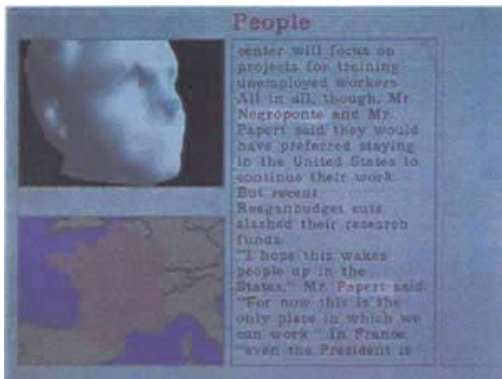 People
center will focus on
projects for training
unemployed workers.
All in all, though, Mr.
Negroponte and Mr.
Papert said they would
have preferred staying
in the United States to
continue their work.
But recent
Reeganbudget cuts
slashed their research
funds.
"I hope this wakes
people up in the
States," Mr. Papert said.
"For now this is the
only place in which we
can work." In France,
"even the President is